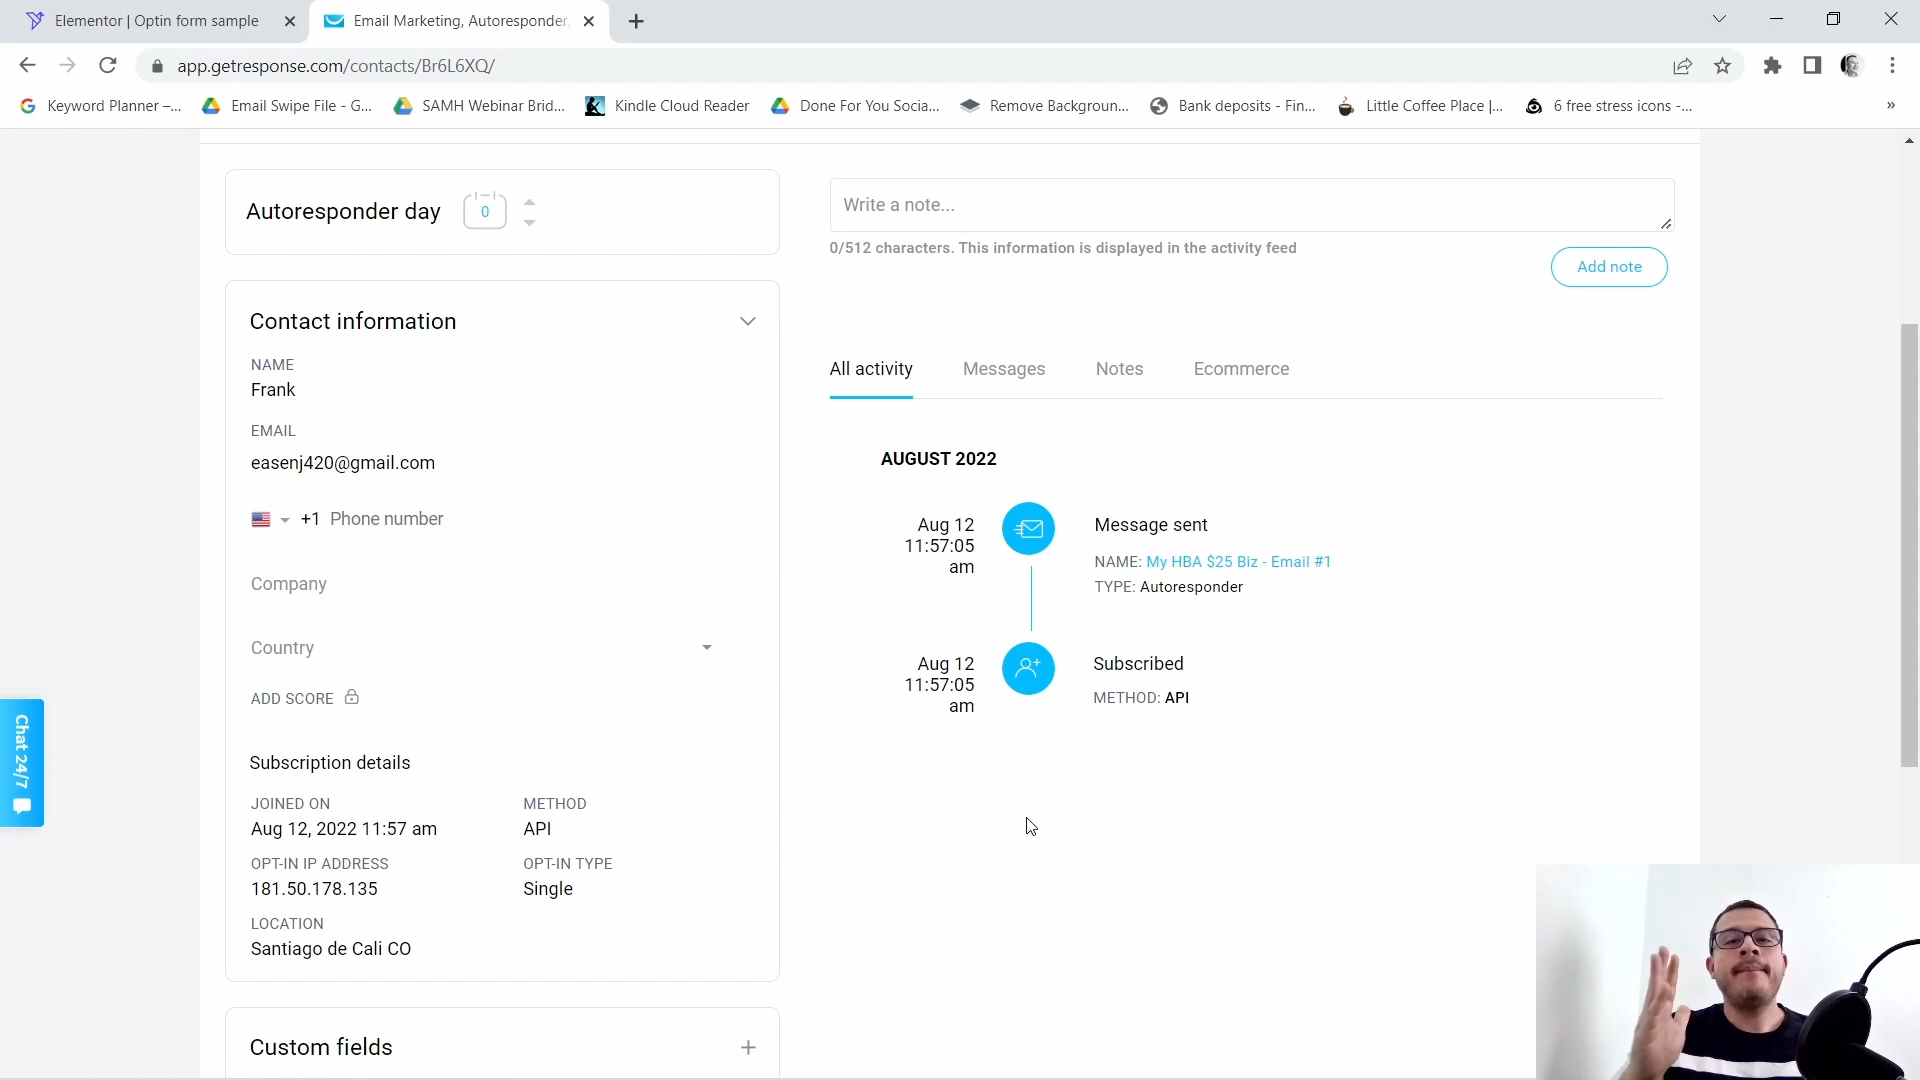 Elementor | Optin form sample
Email Marketing, Autoresponder,
app.getresponse.com/contacts/Br6L6XQ/
Keyword Planner –...
Email Swipe File - G...
SAMH Webinar Brid...
Kindle Cloud Reader
Done For You Socia...
Remove Backgroun...
Bank deposits - Fin...
Little Coffee Place |...
6 free stress icons -...
»
Autoresponder day
0
Write a note...
0/512 characters. This information is displayed in the activity feed
Add note
Contact information
NAME
Frank
EMAIL
easenj420@gmail.com
+1 Phone number
Company
Country
ADD SCORE
Subscription details
JOINED ON
Aug 12, 2022 11:57 am
METHOD
API
OPT-IN IP ADDRESS
181.50.178.135
OPT-IN TYPE
Single
LOCATION
Santiago de Cali CO
Custom fields
All activity
Messages
Notes
Ecommerce
AUGUST 2022
Aug 12
11:57:05
am
Message sent
NAME: My HBA $25 Biz - Email #1
TYPE: Autoresponder
Aug 12
11:57:05
am
Subscribed
METHOD: API
Chat 24/7